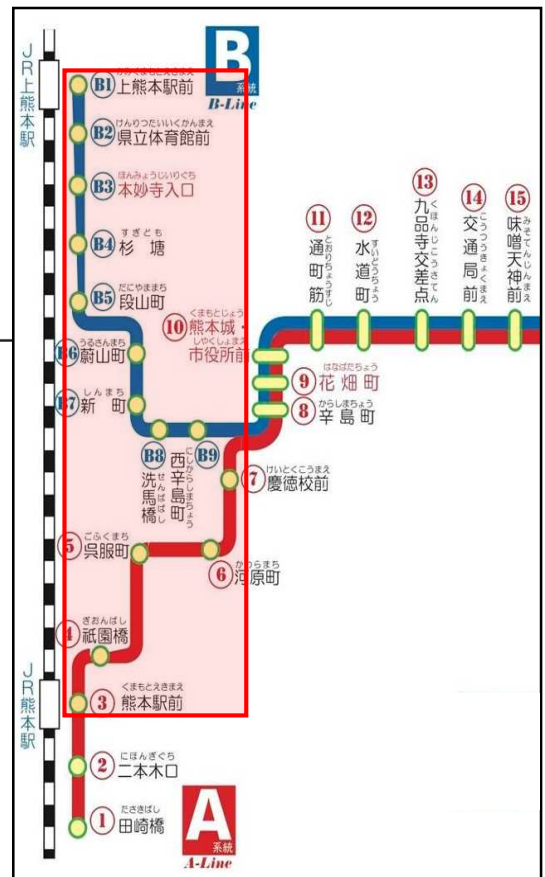 JR上熊本駅
B
系統
B-Line
かみくまもとえきまえ
B1 上熊本駅前
けんりつたいいくかんまえ
B2 県立体育館前
ほんみょうじいりぐち
B3 本妙寺入口
すぎども
B4 杉塘
だにやままち
B5 段山町
うるさんまち
B6 蔚山町
しんまち
B7 新町
B8
洗馬橋
せんばばし
B9
西辛島町
にしからしまちょう
くまもとじょう
10 熊本城・
しやくしょまえ
市役所前
はなばたちょう
9 花畑町
からしまちょう
8 辛島町
11
通町筋
とおりちょうすじ
12
水道町
すいどうちょう
13
九品寺交差点
くほんじこうさてん
14
交通局前
こうつうきょくまえ
15
味噌天神前
みそてんじんまえ
けいとくこうまえ
7 慶徳校前
かわらまち
6 河原町
ごふくまち
5 呉服町
ぎおんばし
4 祇園橋
くまもとえきまえ
3 熊本駅前
JR熊本駅
にほんぎぐち
2 二本木口
たさきばし
1 田崎橋
A
系統
A-Line